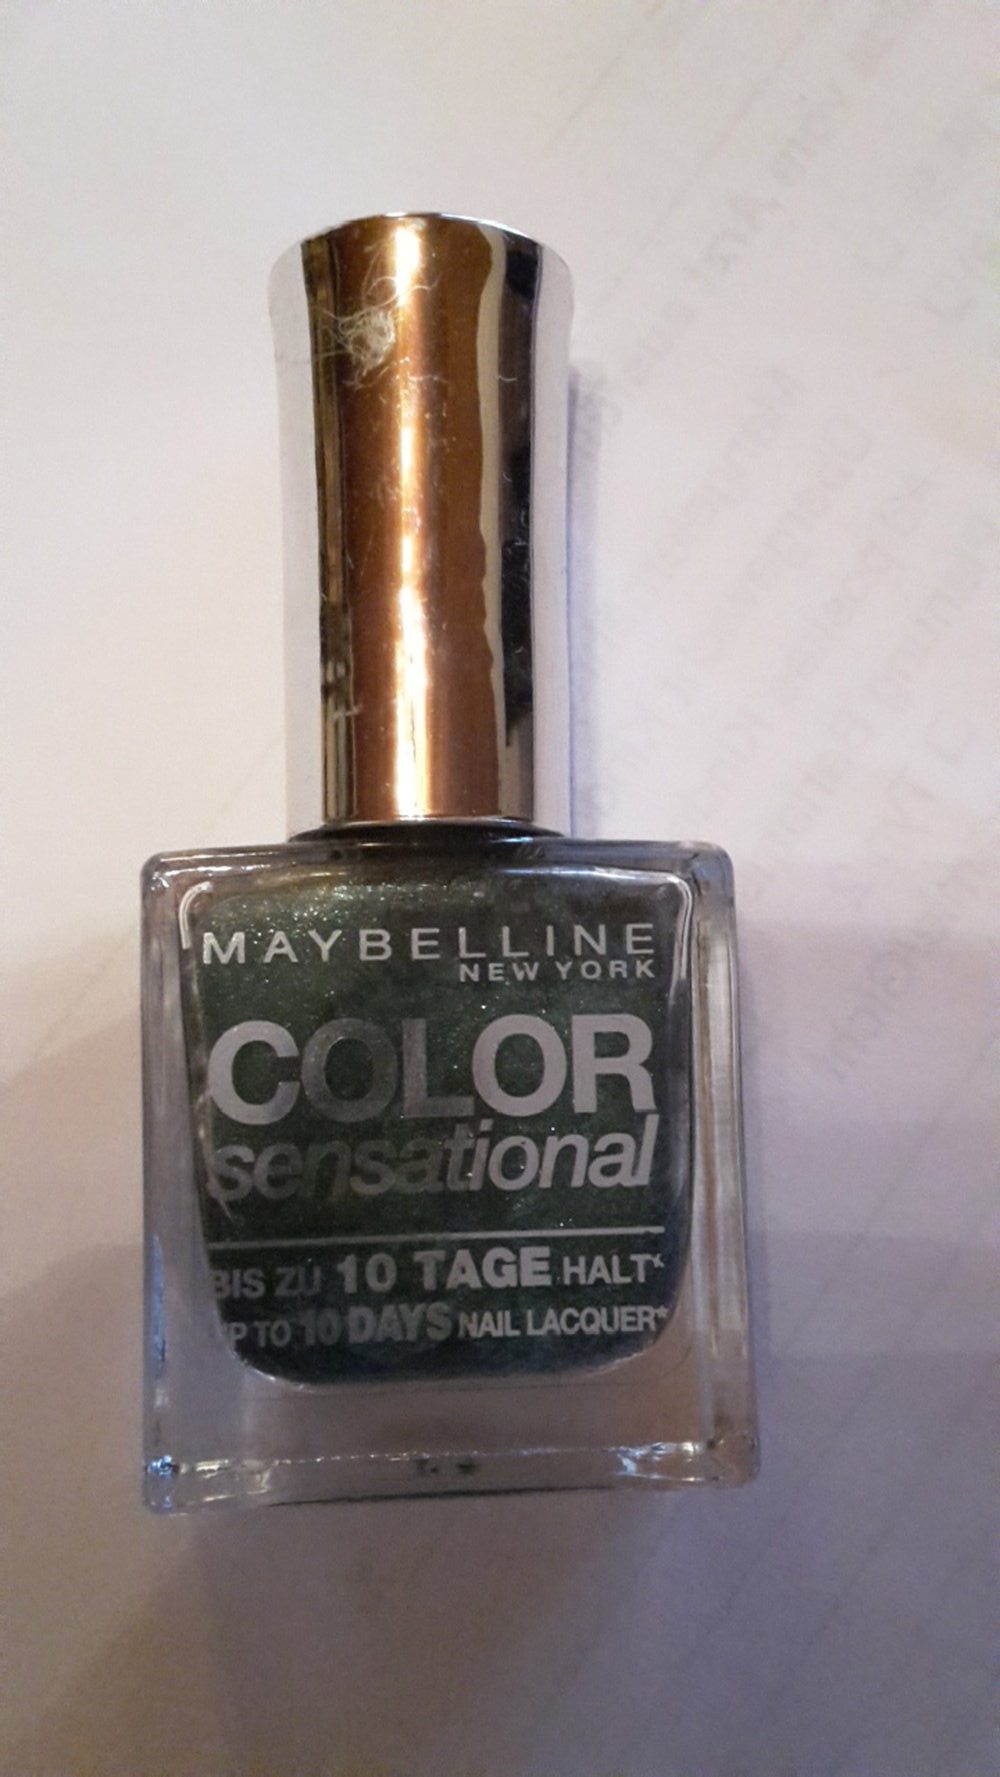 MAYBELLINE
NEW YORK
COLOR
sensational
BIS ZU 10 TAGE HALT*
UP TO 10 DAYS NAIL LACQUER*